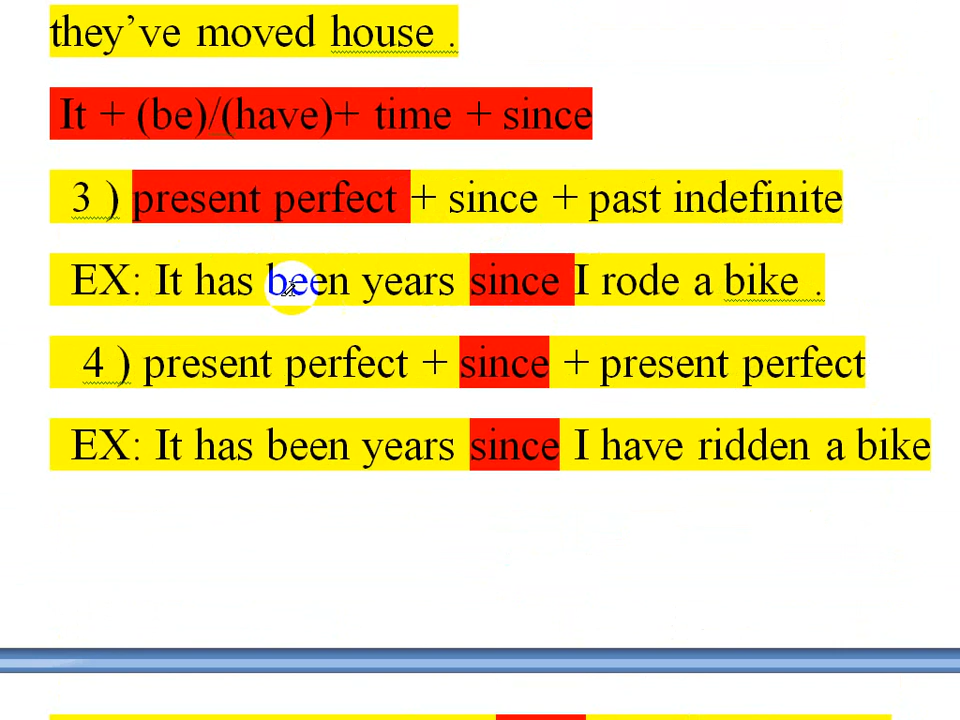 they've moved house .
It + (be)/(have)+ time + since
3 ) present perfect + since + past indefinite
EX: It has been years since I rode a bike .
4 ) present perfect + since + present perfect
EX: It has been years since I have ridden a bike